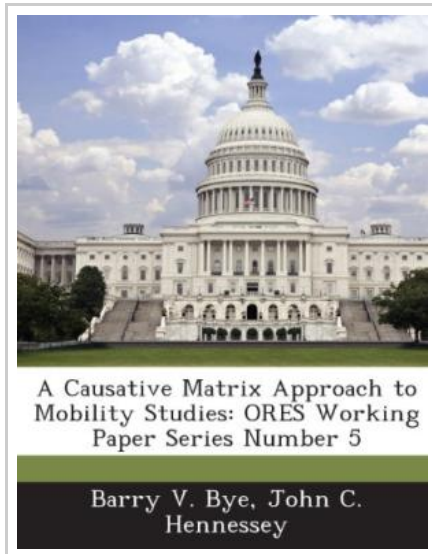 A Causative Matrix Approach to
Mobility Studies: ORES Working
Paper Series Number 5
Barry V. Bye, John C.
Hennessey